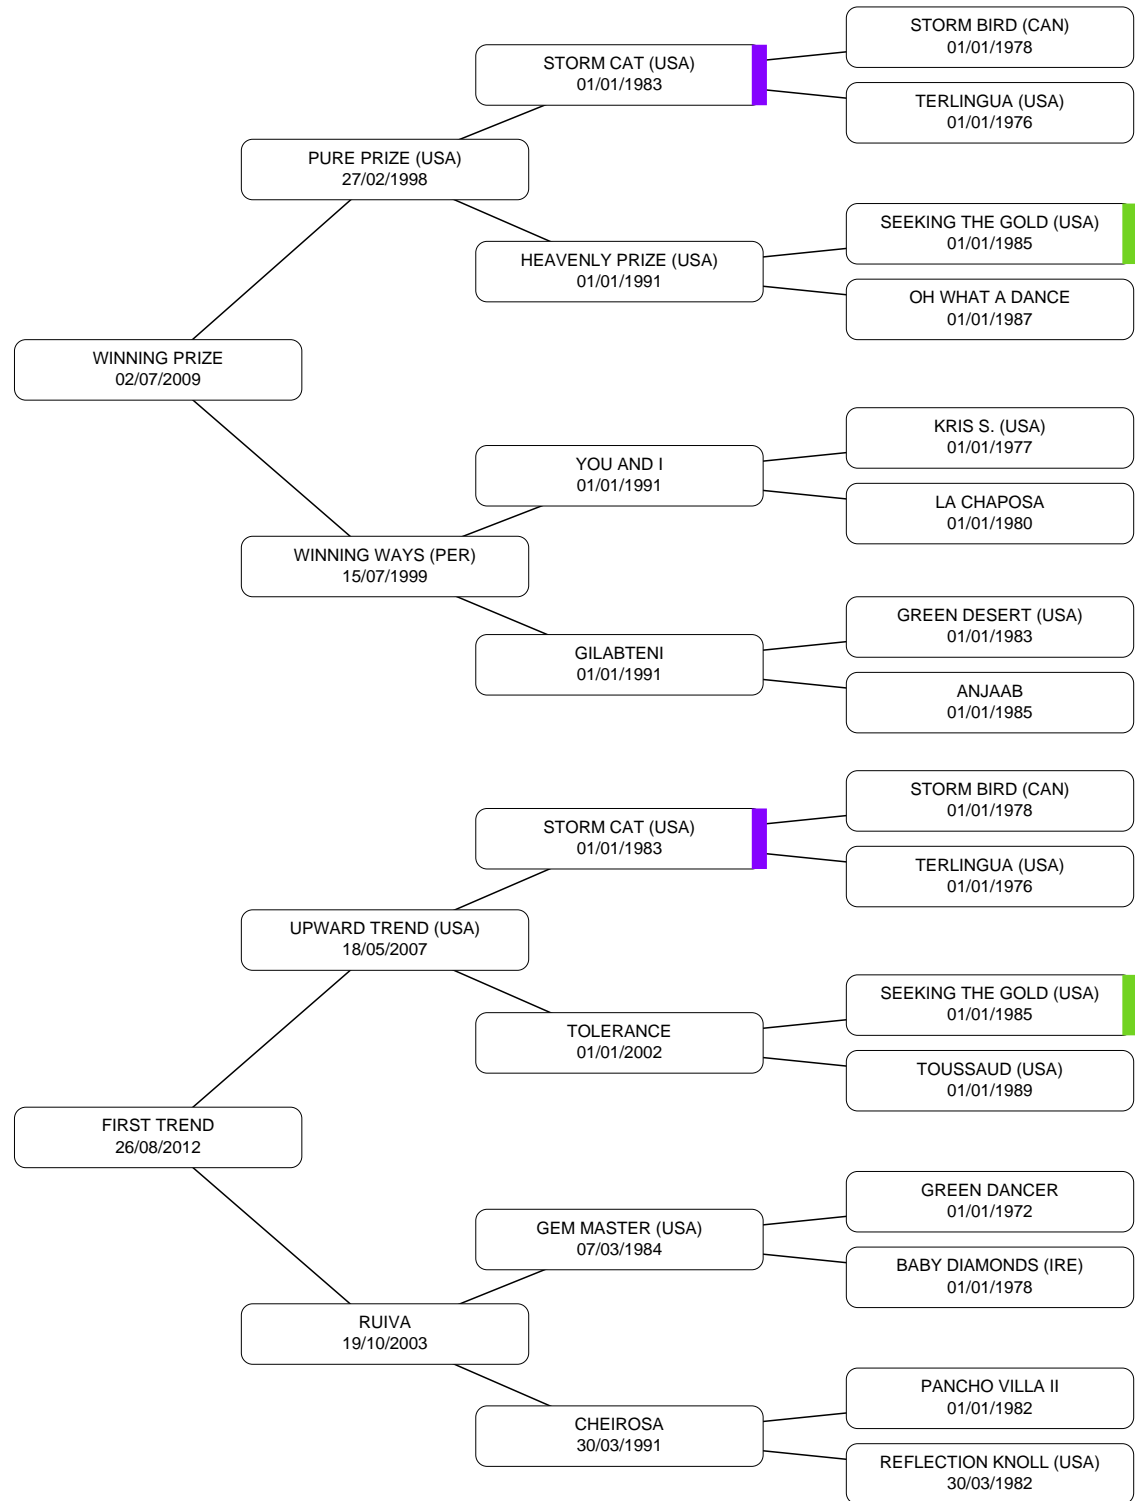 STORM BIRD (CAN)
01/01/1978
STORM CAT (USA)
01/01/1983
TERLINGUA (USA)
01/01/1976
PURE PRIZE (USA)
27/02/1998
SEEKING THE GOLD (USA)
01/01/1985
HEAVENLY PRIZE (USA)
01/01/1991
OH WHAT A DANCE
01/01/1987
WINNING PRIZE
02/07/2009
KRIS S. (USA)
01/01/1977
YOU AND I
01/01/1991
LA CHAPOSA
01/01/1980
WINNING WAYS (PER)
15/07/1999
GREEN DESERT (USA)
01/01/1983
GILABTENI
01/01/1991
ANJAAB
01/01/1985
STORM BIRD (CAN)
01/01/1978
STORM CAT (USA)
01/01/1983
TERLINGUA (USA)
01/01/1976
UPWARD TREND (USA)
18/05/2007
SEEKING THE GOLD (USA)
01/01/1985
TOLERANCE
01/01/2002
TOUSSAUD (USA)
01/01/1989
FIRST TREND
26/08/2012
GREEN DANCER
01/01/1972
GEM MASTER (USA)
07/03/1984
BABY DIAMONDS (IRE)
01/01/1978
RUIVA
19/10/2003
PANCHO VILLA II
01/01/1982
CHEIROSA
30/03/1991
REFLECTION KNOLL (USA)
30/03/1982